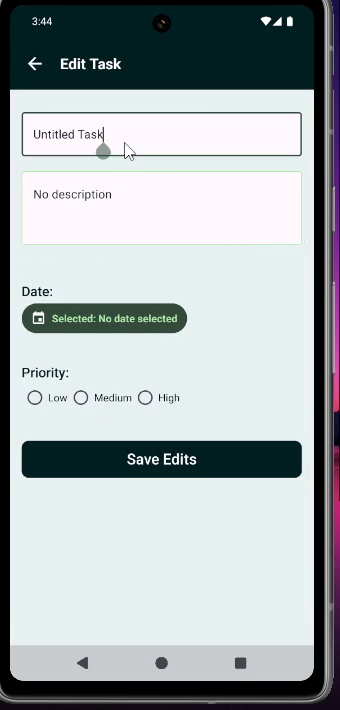 3:44
Edit Task
Untitled Task
No description
Date:
Selected: No date selected
Priority:
Low Medium High
Save Edits